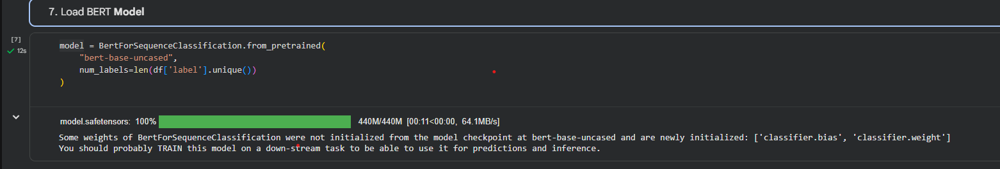 7. Load BERT Model
[7]
12s
model = BertForSequenceClassification.from_pretrained(
"bert-base-uncased",
num_labels=len(df['label'].unique())
)
model.safetensors: 100% 440M/440M [00:11<00:00, 64.1MB/s]
Some weights of BertForSequenceClassification were not initialized from the model checkpoint at bert-base-uncased and are newly initialized: ['classifier.bias', 'classifier.weight']
You should probably TRAIN this model on a down-stream task to be able to use it for predictions and inference.